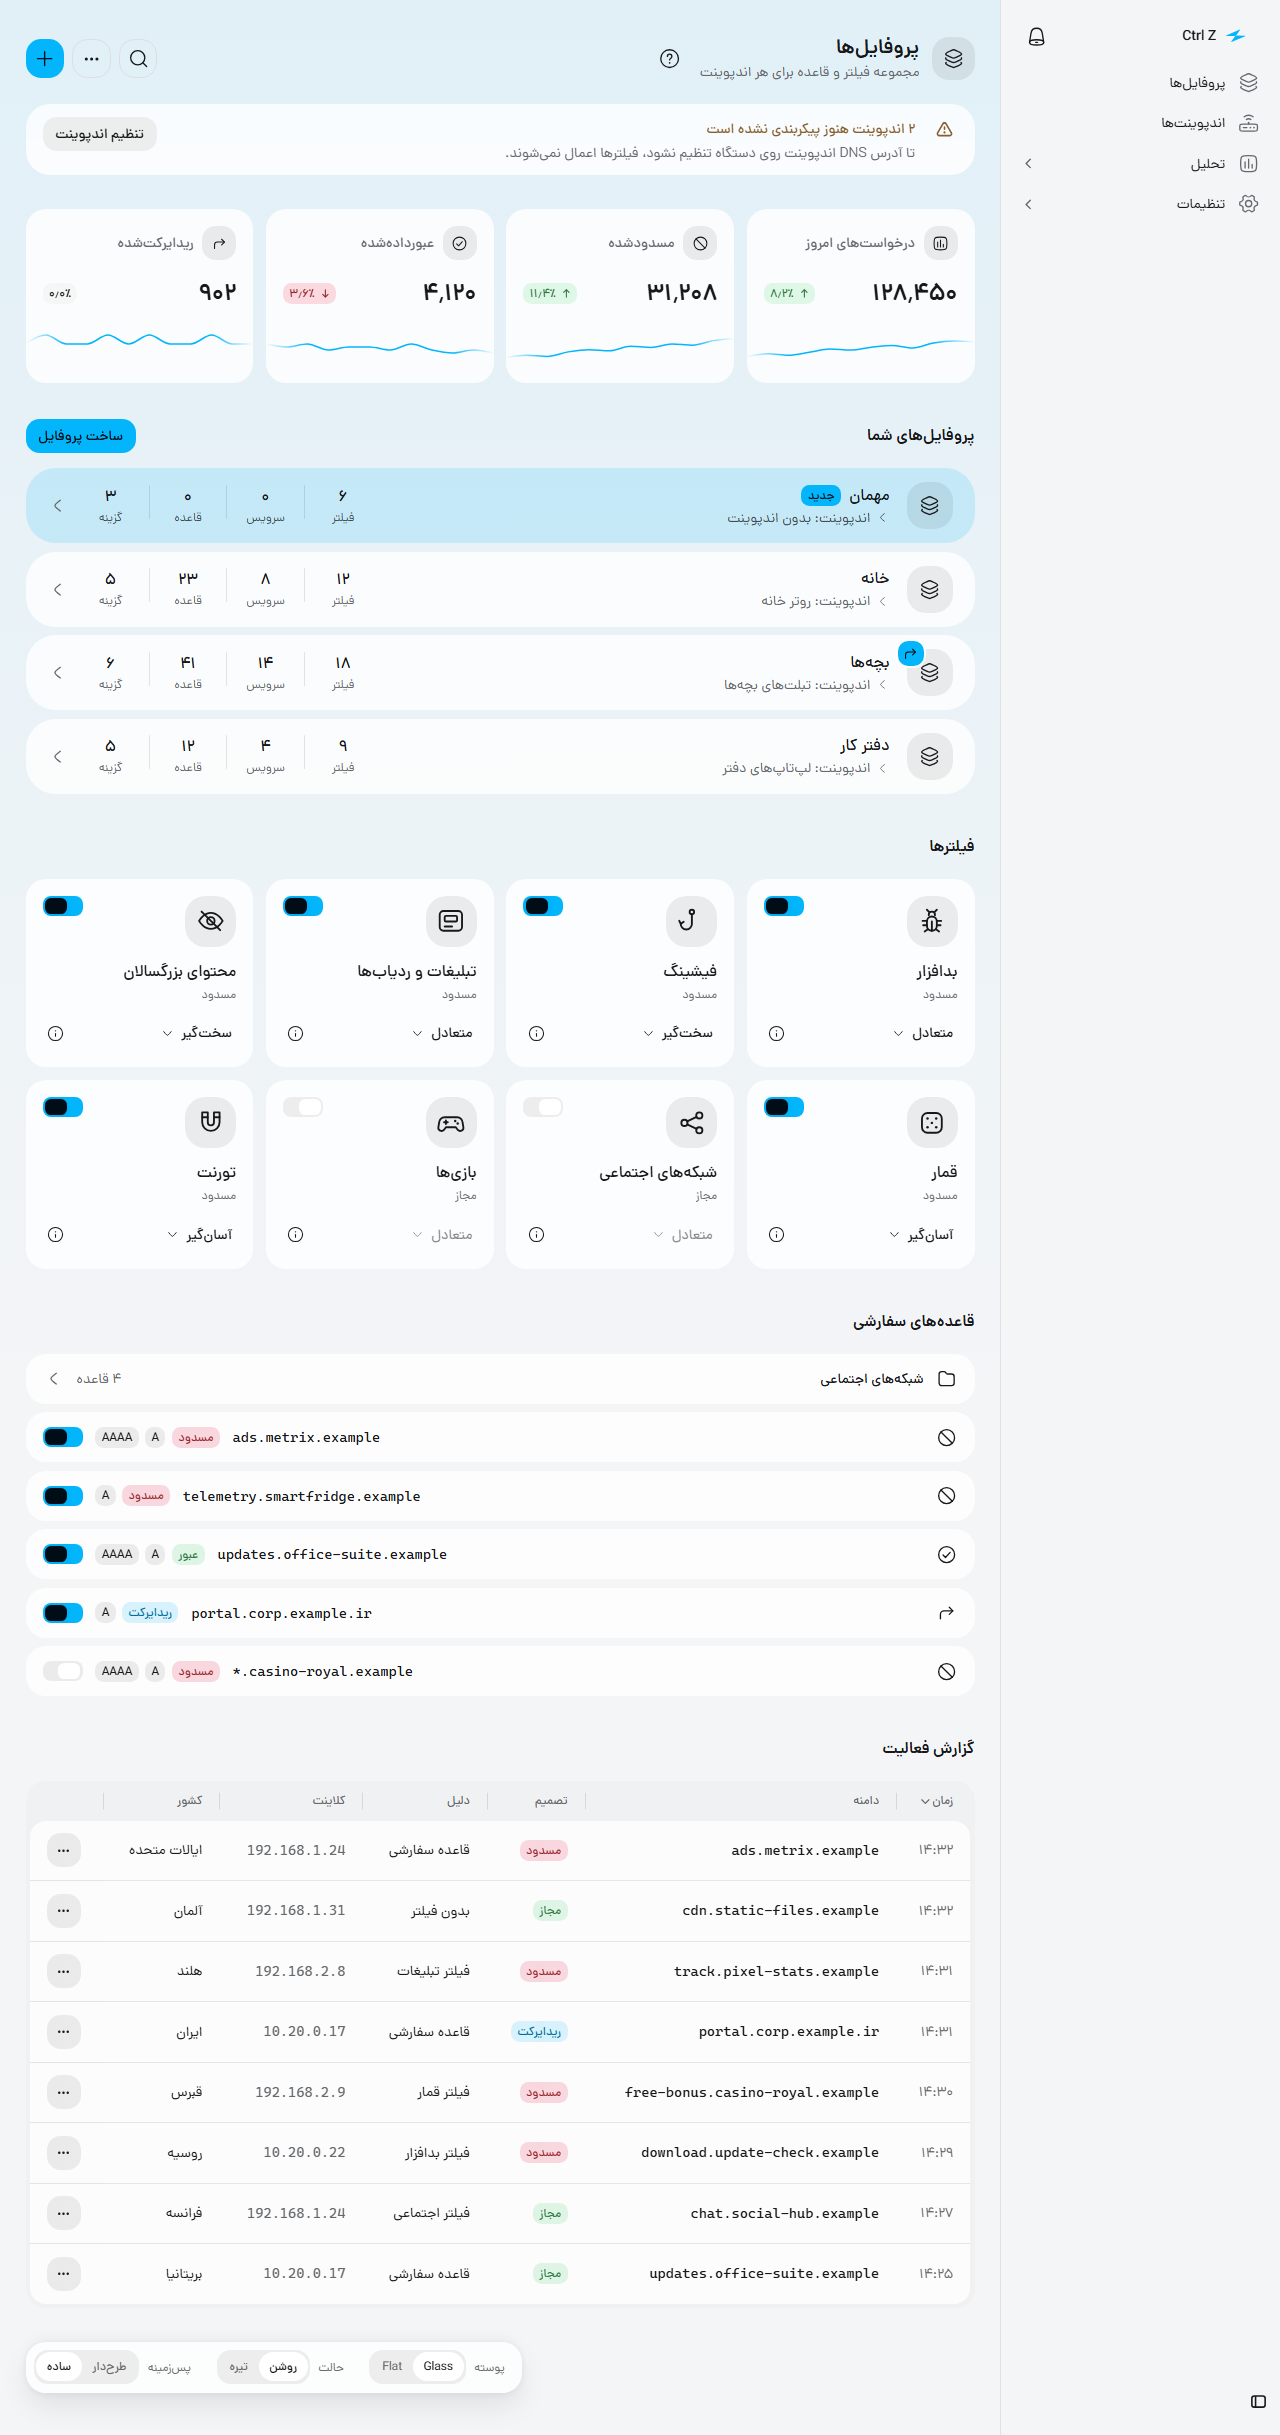 Ctrl Z
پروفایل‌ها
اندپوینت‌ها
تحلیل
تنظیمات
پروفایل‌ها
مجموعه فیلتر و قاعده برای هر اندپوینت
۲ اندپوینت هنوز پیکربندی نشده است
تا آدرس DNS اندپوینت روی دستگاه تنظیم نشود، فیلترها اعمال نمی‌شوند.
تنظیم اندپوینت
درخواست‌های امروز
۱۲۸,۴۵۰
۸٫۲٪
مسدودشده
۳۱,۲۰۸
۱۱٫۴٪
عبورداده‌شده
۴,۱۲۰
۳٫۶٪
ریدایرکت‌شده
۹۰۲
۰٫۰٪
پروفایل‌های شما
ساخت پروفایل
مهمان جدید
اندپوینت: بدون اندپوینت
۶ ۰ ۰ ۳
فیلتر سرویس قاعده گزینه
خانه
اندپوینت: روتر خانه
۱۲ ۸ ۲۳ ۵
فیلتر سرویس قاعده گزینه
بچه‌ها
اندپوینت: تبلت‌های بچه‌ها
۱۸ ۱۴ ۴۱ ۶
فیلتر سرویس قاعده گزینه
دفتر کار
اندپوینت: لپ‌تاپ‌های دفتر
۹ ۴ ۱۲ ۵
فیلتر سرویس قاعده گزینه
فیلترها
بدافزار
مسدود
متعادل
فیشینگ
مسدود
سخت‌گیر
تبلیغات و ردیاب‌ها
مسدود
متعادل
محتوای بزرگسالان
مسدود
سخت‌گیر
قمار
مسدود
آسان‌گیر
شبکه‌های اجتماعی
مجاز
متعادل
بازی‌ها
مجاز
متعادل
تورنت
مسدود
آسان‌گیر
قاعده‌های سفارشی
شبکه‌های اجتماعی ۴ قاعده
ads.metrix.example مسدود A AAAA
telemetry.smartfridge.example مسدود A
updates.office-suite.example عبور A AAAA
portal.corp.example.ir ریدایرکت A
*.casino-royal.example مسدود A AAAA
گزارش فعالیت
زمان دامنه تصمیم دلیل کلاینت کشور
۱۴:۳۲ ads.metrix.example مسدود قاعده سفارشی 192.168.1.24 ایالات متحده
۱۴:۳۲ cdn.static-files.example مجاز بدون فیلتر 192.168.1.31 آلمان
۱۴:۳۱ track.pixel-stats.example مسدود فیلتر تبلیغات 192.168.2.8 هلند
۱۴:۳۱ portal.corp.example.ir ریدایرکت قاعده سفارشی 10.20.0.17 ایران
۱۴:۳۰ free-bonus.casino-royal.example مسدود فیلتر قمار 192.168.2.9 قبرس
۱۴:۲۹ download.update-check.example مسدود فیلتر بدافزار 10.20.0.22 روسیه
۱۴:۲۷ chat.social-hub.example مجاز فیلتر اجتماعی 192.168.1.24 فرانسه
۱۴:۲۵ updates.office-suite.example مجاز قاعده سفارشی 10.20.0.17 بریتانیا
پوسته Glass Flat حالت روشن تیره پس‌زمینه طرح‌دار ساده